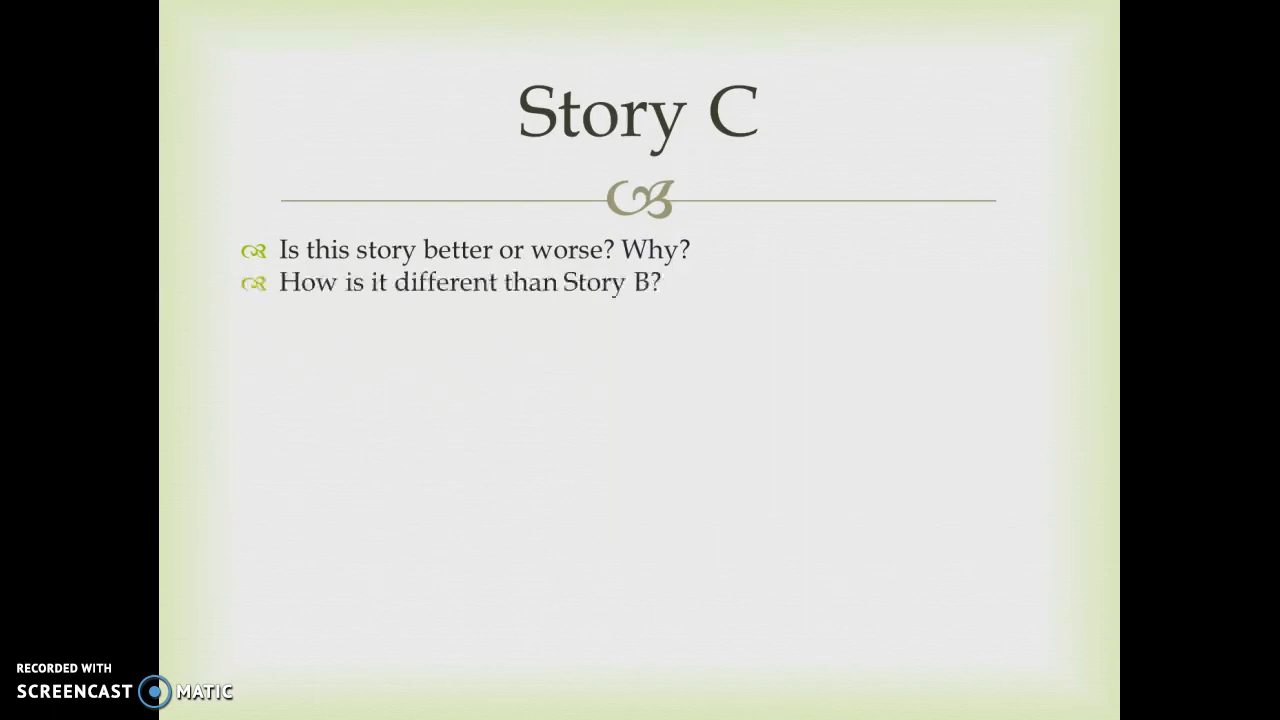 Story C
Is this story better or worse? Why?
How is it different than Story B?
RECORDED WITH
SCREENCAST MATIC